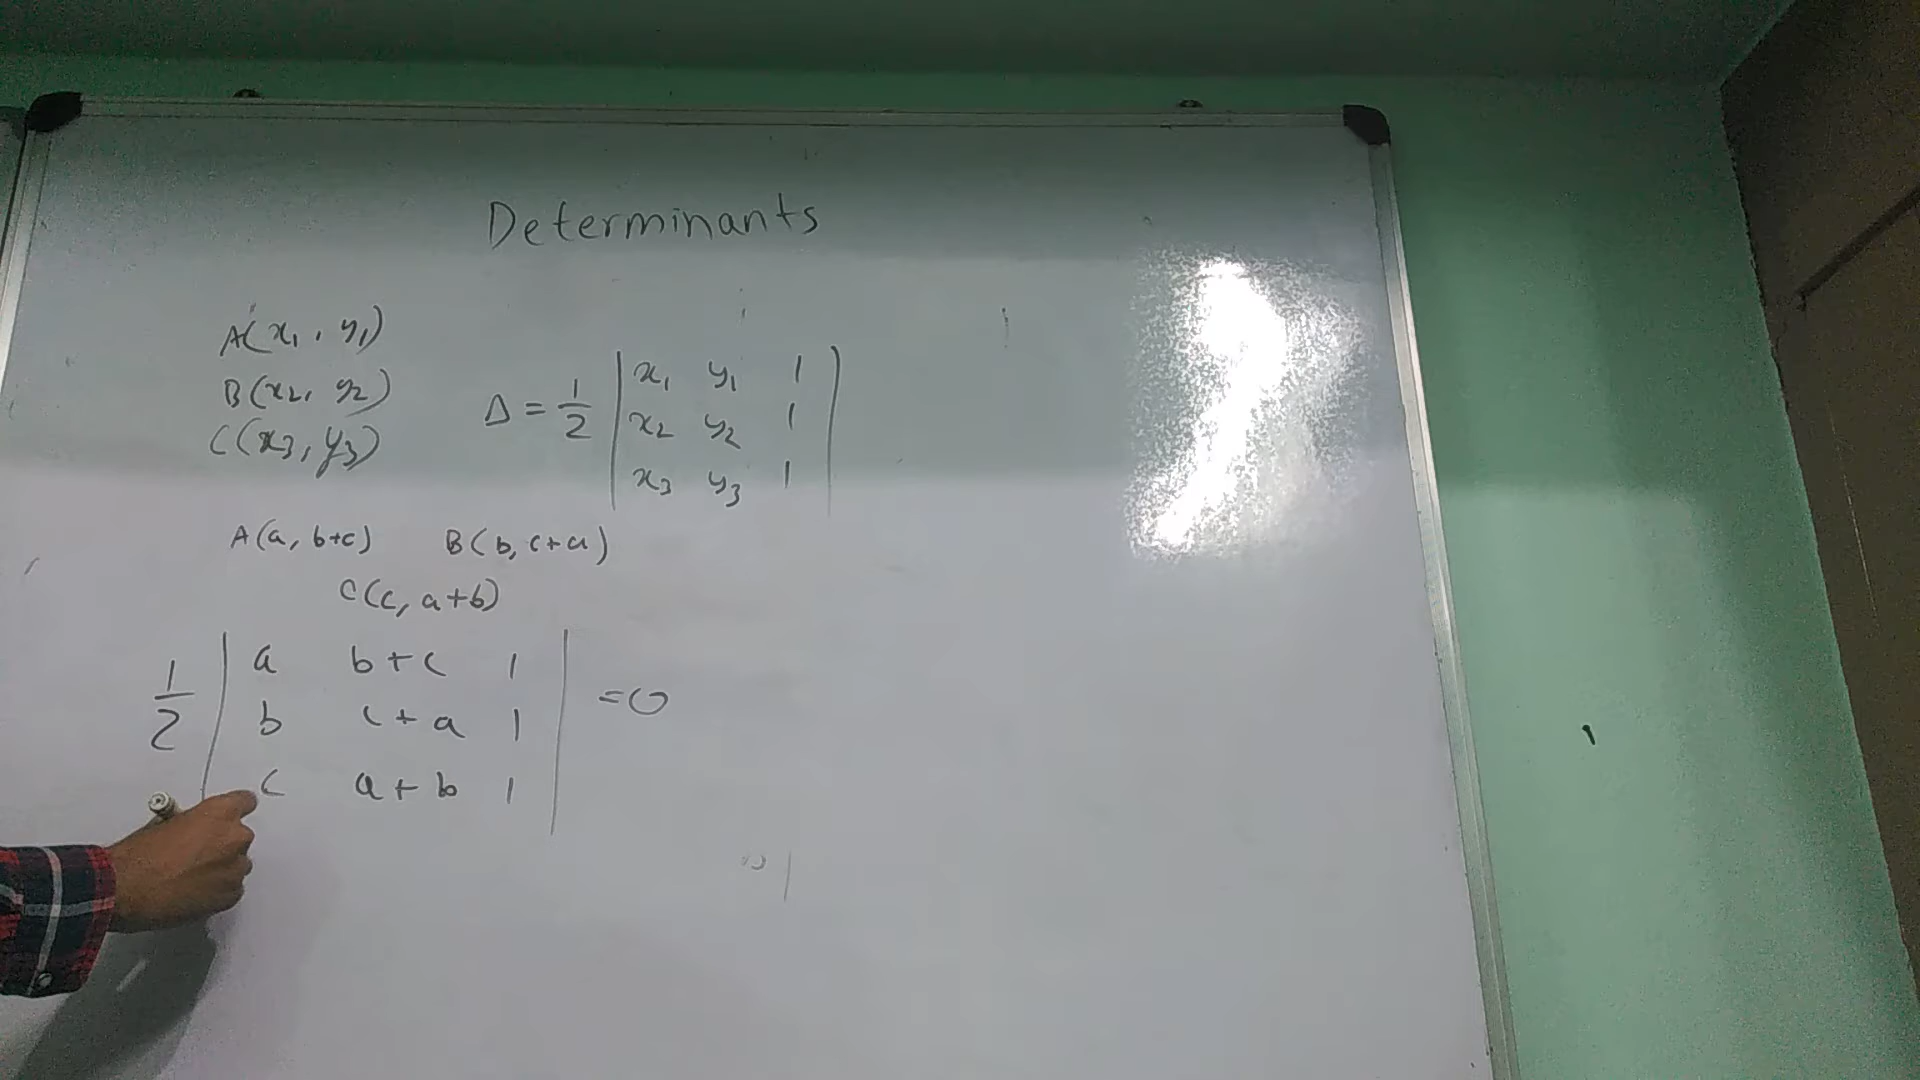 Determinants
A(x₁, y₁)
B(x₂, y₂)
C(x₃, y₃)
Δ = 1/2 | x₁ y₁ 1 |
| x₂ y₂ 1 |
| x₃ y₃ 1 |
A(a, b+c) B(b, c+a)
C(c, a+b)
1/2 | a b+c 1 | = 0
| b c+a 1 |
| c a+b 1 |